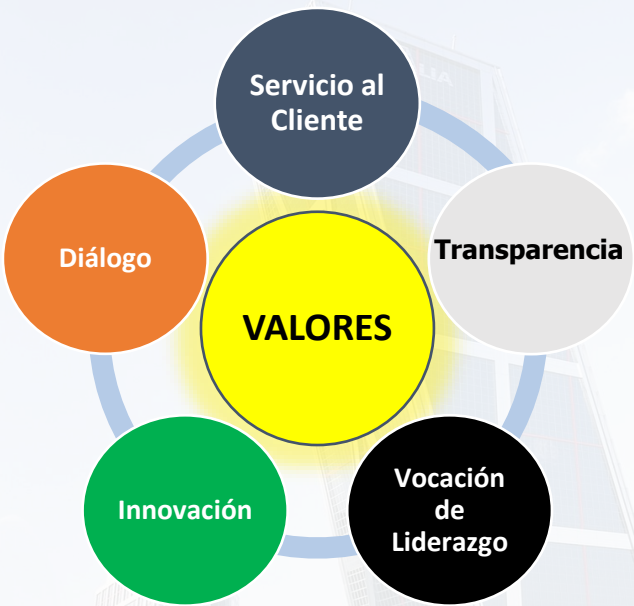 Servicio al
Cliente
Transparencia
Diálogo
VALORES
Innovación
Vocación
de
Liderazgo